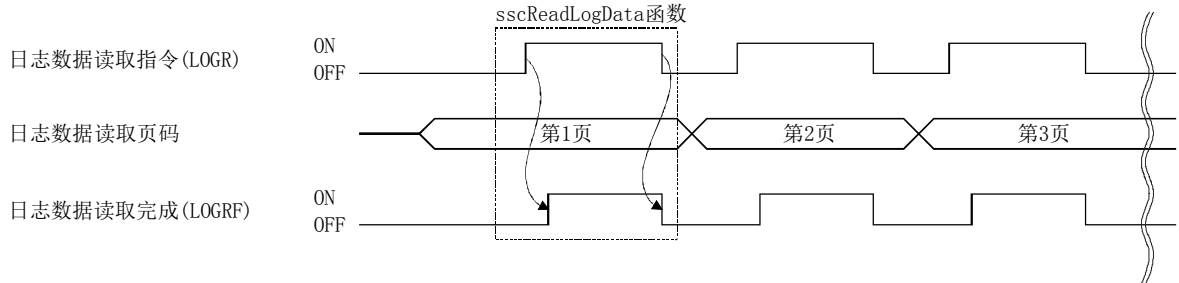 sscReadLogData函数
日志数据读取指令(LOGR)
ON
OFF
日志数据读取页码
第1页
第2页
第3页
日志数据读取完成(LOGRF)
ON
OFF